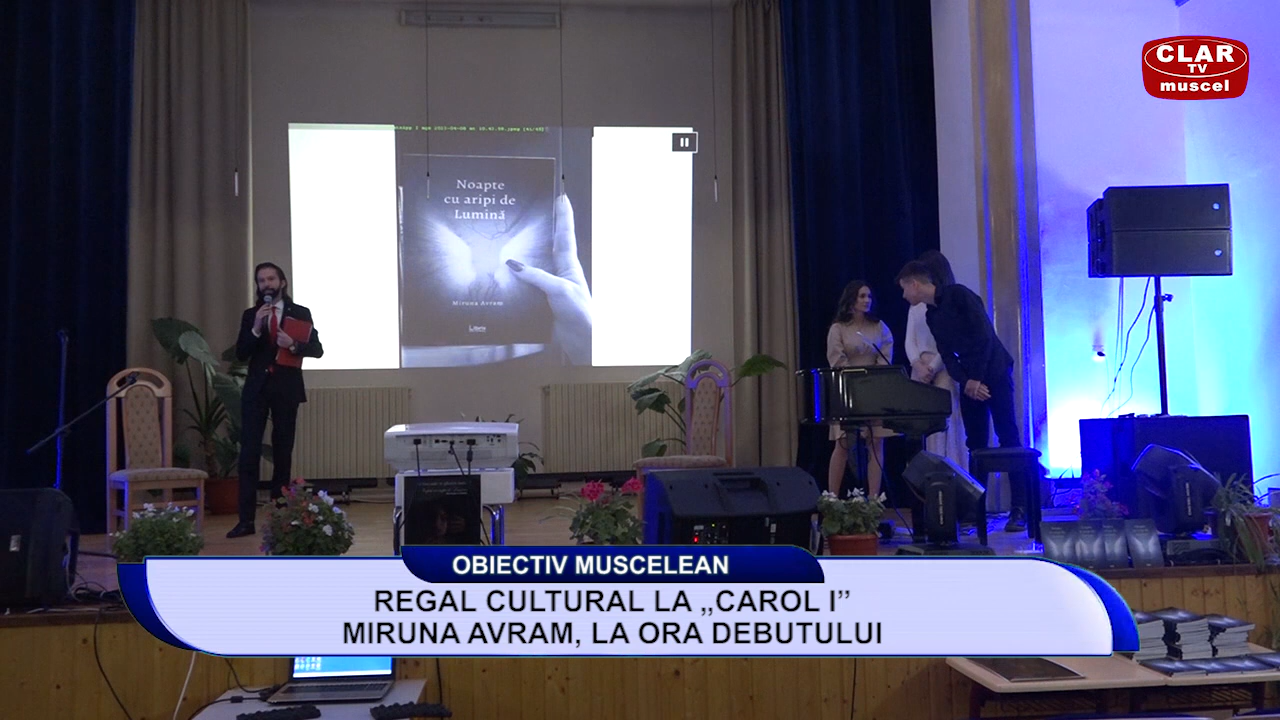 CLAR
TV
muscel
Noapte
cu aripi de
Lumină
Miruna Avram
OBIECTIV MUSCELEAN
REGAL CULTURAL LA „CAROL I”
MIRUNA AVRAM, LA ORA DEBUTULUI